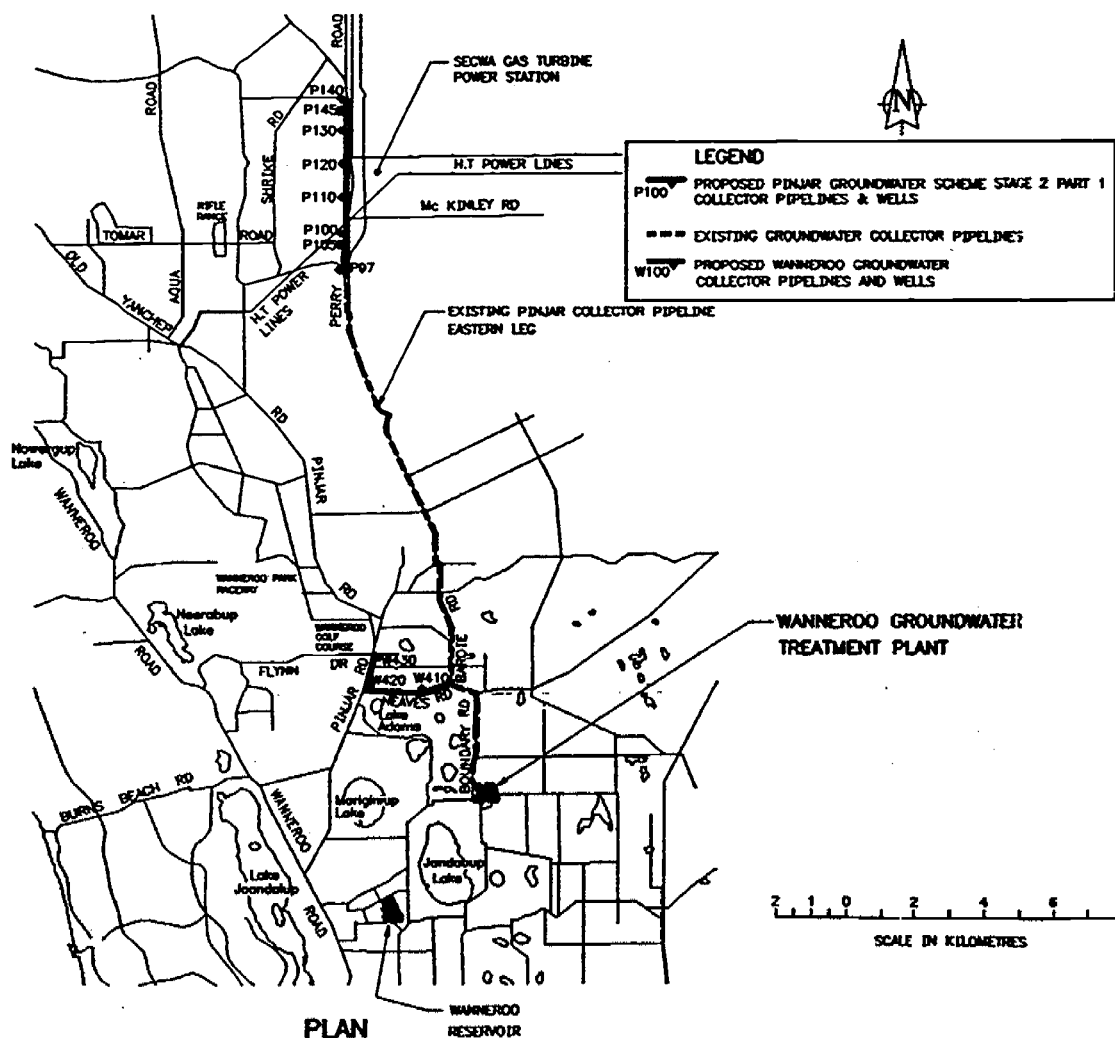 ROAD
SECWA GAS TURBINE
POWER STATION
N
P140
P145
P130
P120
P110
P100
P105
P97
ROAD
SHRIKE
RD
H.T POWER LINES
Mc KINLEY RD
LEGEND
P100 PROPOSED PINJAR GROUNDWATER SCHEME STAGE 2 PART 1
COLLECTOR PIPELINES & WELLS
EXISTING GROUNDWATER COLLECTOR PIPELINES
W100 PROPOSED WANNEROO GROUNDWATER
COLLECTOR PIPELINES AND WELLS
RIFLE
RANGE
TOMAR
ROAD
OLD
YANCHEP
AQUA
H.T POWER
LINES
PERRY
EXISTING PINJAR COLLECTOR PIPELINE
EASTERN LEG
RD
PINJAR
RD
Nowergup
Lake
WANNEROO
ROAD
WANNEROO PARK
RACEWAY
Neerabup
Lake
WANNEROO
GOLF
COURSE
FLYNN
DR
PINJAR RD
W430
W420
W410
NEAVES RD
Lake
Adams
RD
BAROTE
BOUNDARY RD
WANNEROO GROUNDWATER
TREATMENT PLANT
BURNS BEACH RD
WANNEROO
ROAD
Mariginiup
Lake
Jandabup
Lake
Lake
Joondalup
2 1 0 2 4 6
SCALE IN KILOMETRES
WANNEROO
RESERVOIR
PLAN